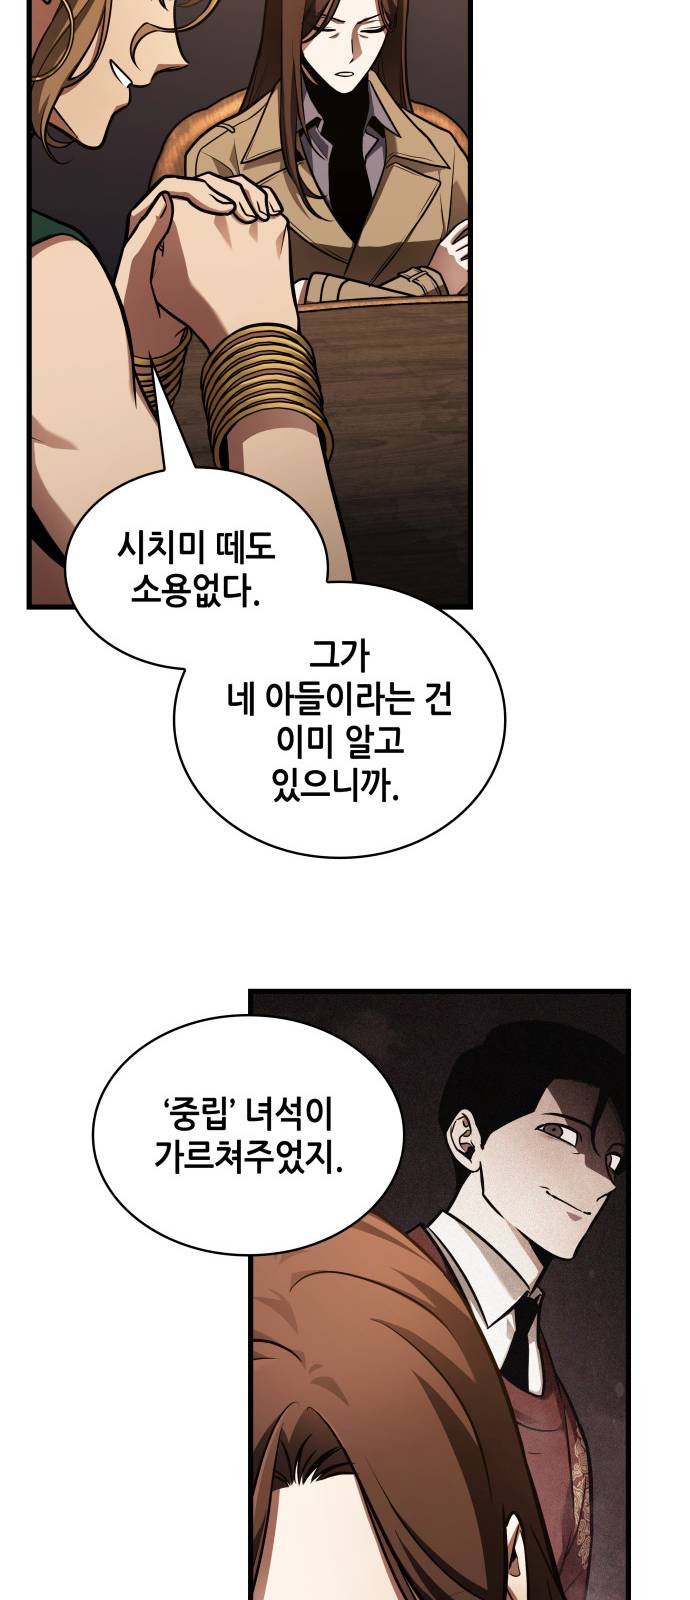 시치미 떼도
소용없다.
그가
네 아들이라는 건
이미 알고
있으니까.
‘중립’ 녀석이
가르쳐주었지.